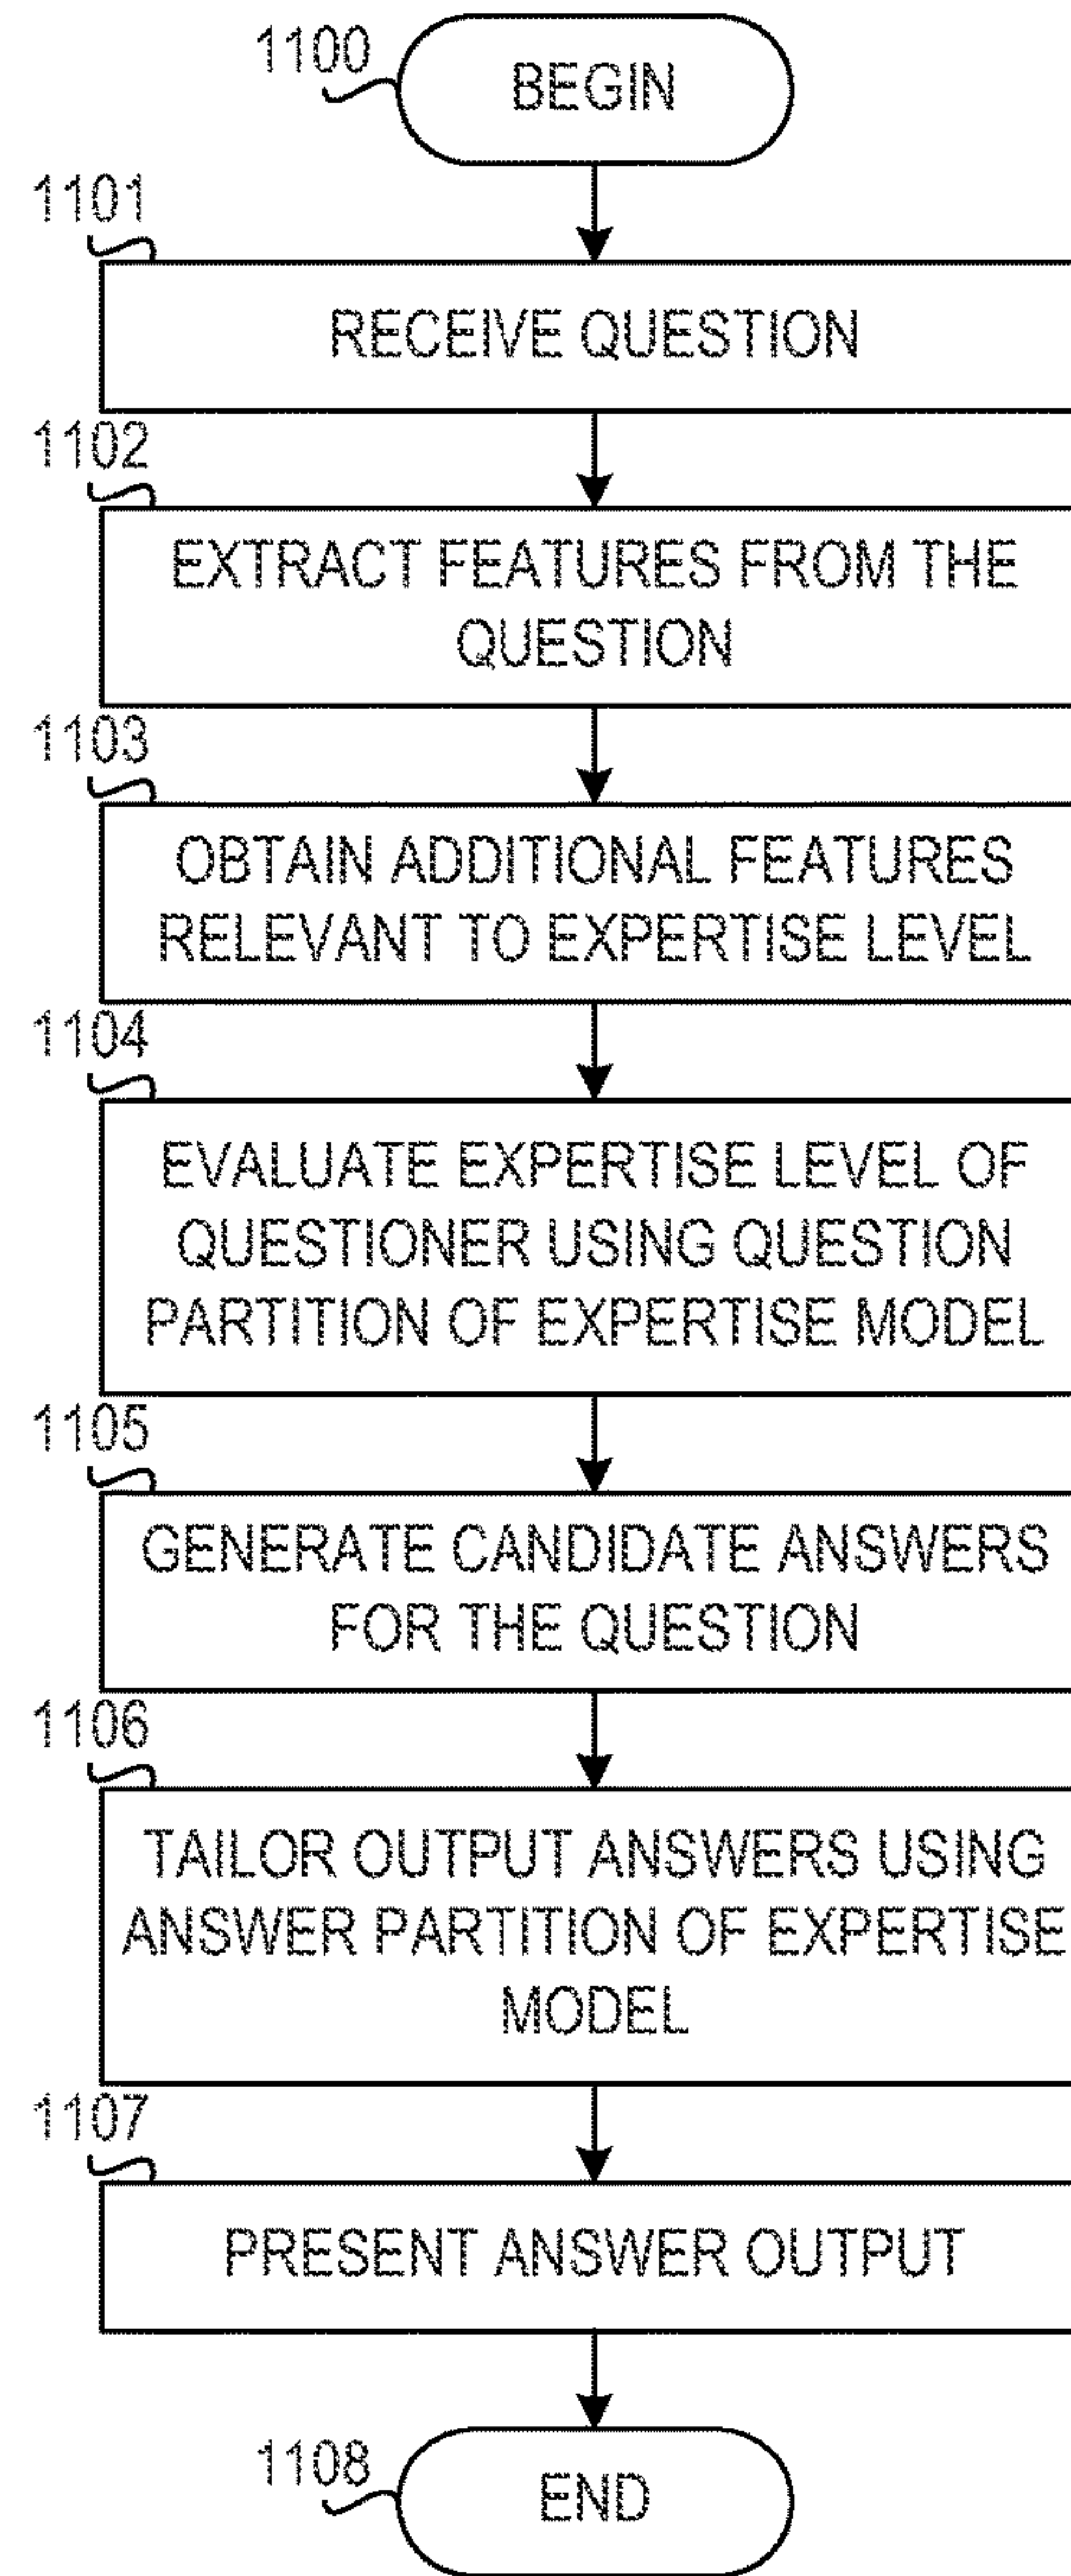 1100
BEGIN
1101
RECEIVE QUESTION
1102
EXTRACT FEATURES FROM THE
QUESTION
1103
OBTAIN ADDITIONAL FEATURES
RELEVANT TO EXPERTISE LEVEL
1104
EVALUATE EXPERTISE LEVEL OF
QUESTIONER USING QUESTION
PARTITION OF EXPERTISE MODEL
1105
GENERATE CANDIDATE ANSWERS
FOR THE QUESTION
1106
TAILOR OUTPUT ANSWERS USING
ANSWER PARTITION OF EXPERTISE
MODEL
1107
PRESENT ANSWER OUTPUT
1108
END